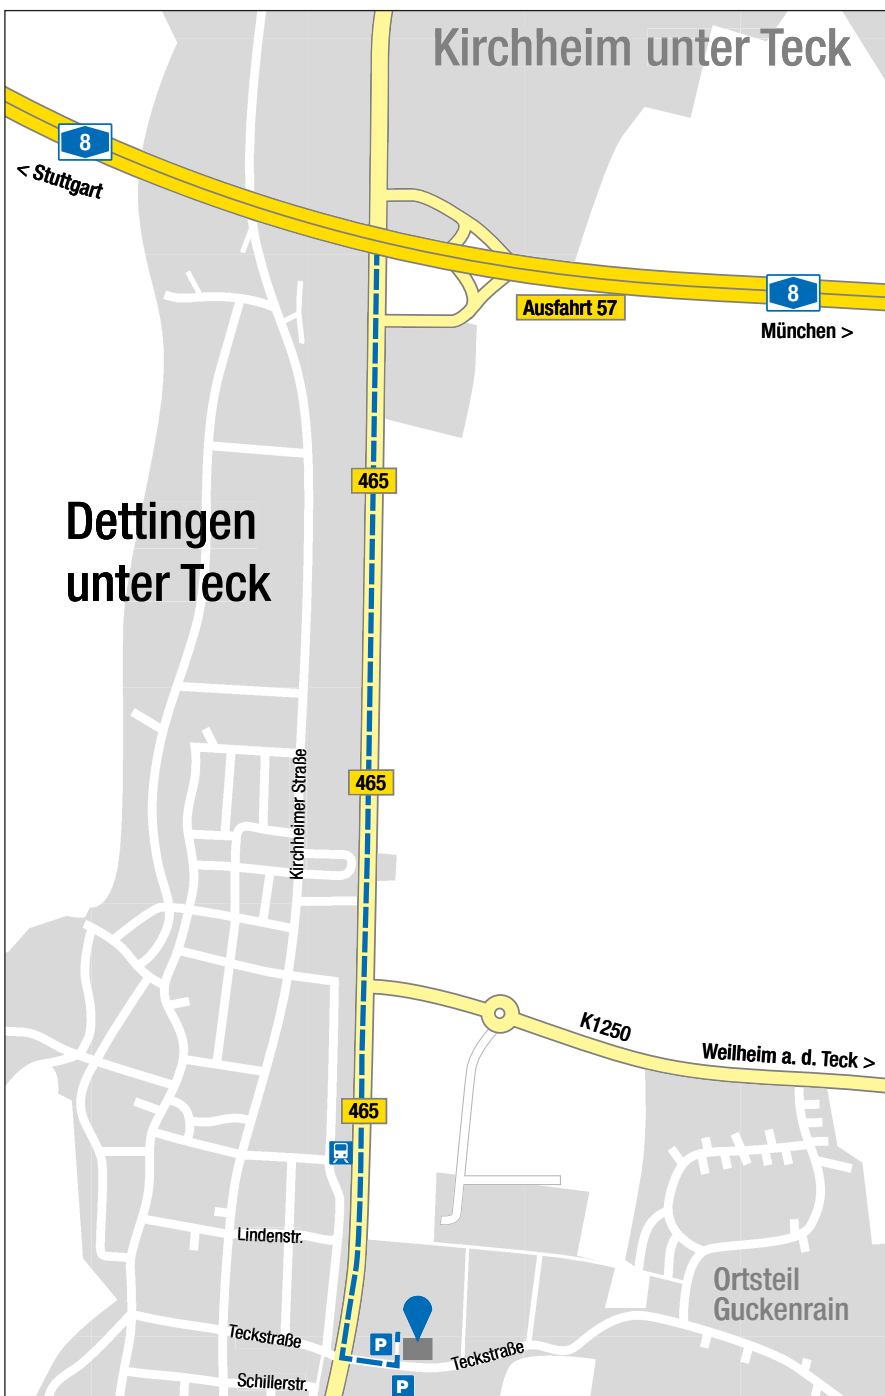 Kirchheim unter Teck
8
< Stuttgart
8
Ausfahrt 57
München >
465
Dettingen
unter Teck
465
Kirchheimer Straße
K1250
Weilheim a. d. Teck >
465
Lindenstr.
Ortsteil
Guckenrain
Teckstraße
P
Teckstraße
Schillerstr.
P